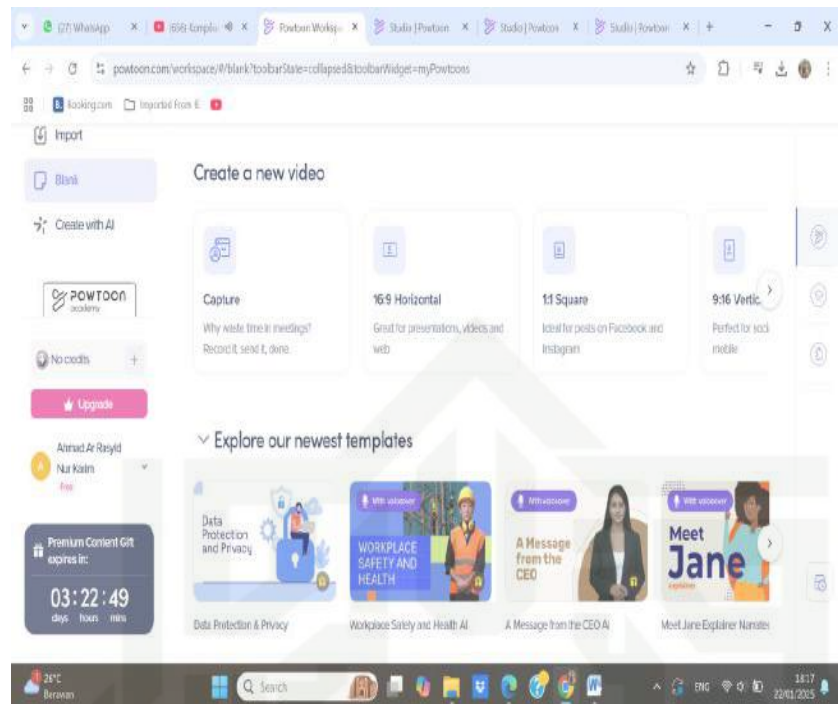 (27) WhatsApp
Powtoon Worksp
Studio | Powtoon
Studio | Powtoon
Studio | Powtoon
powtoon.com/workspace/#/blank?toolbarState=collapsed&toolbarWidget=myPowtoons
Booking.com
Imported From E
Import
Blank
Create with AI
POWTOON
academy
No credits
Upgrade
Ahmad Ar Rasyid
Nur Karim
Free
Premium Content Gift
expires in:
03:22:49
days hours mins
Create a new video
Capture
Why waste time in meetings?
Record it, send it, done.
16:9 Horizontal
Great for presentations, videos and
web
1:1 Square
Ideal for posts on Facebook and
Instagram
9:16 Vertic
Perfect for soci
mobile
Explore our newest templates
Data
Protection
and Privacy
Data Protection & Privacy
With voiceover
WORKPLACE
SAFETY AND
HEALTH
Workplace Safety and Health AI
With voiceover
A Message
from the
CEO
A Message from the CEO AI
With voiceover
Meet
Jane
Meet Jane Explainer Narrated
26°C
Berawan
Search
ENG
18:17
22/01/2025